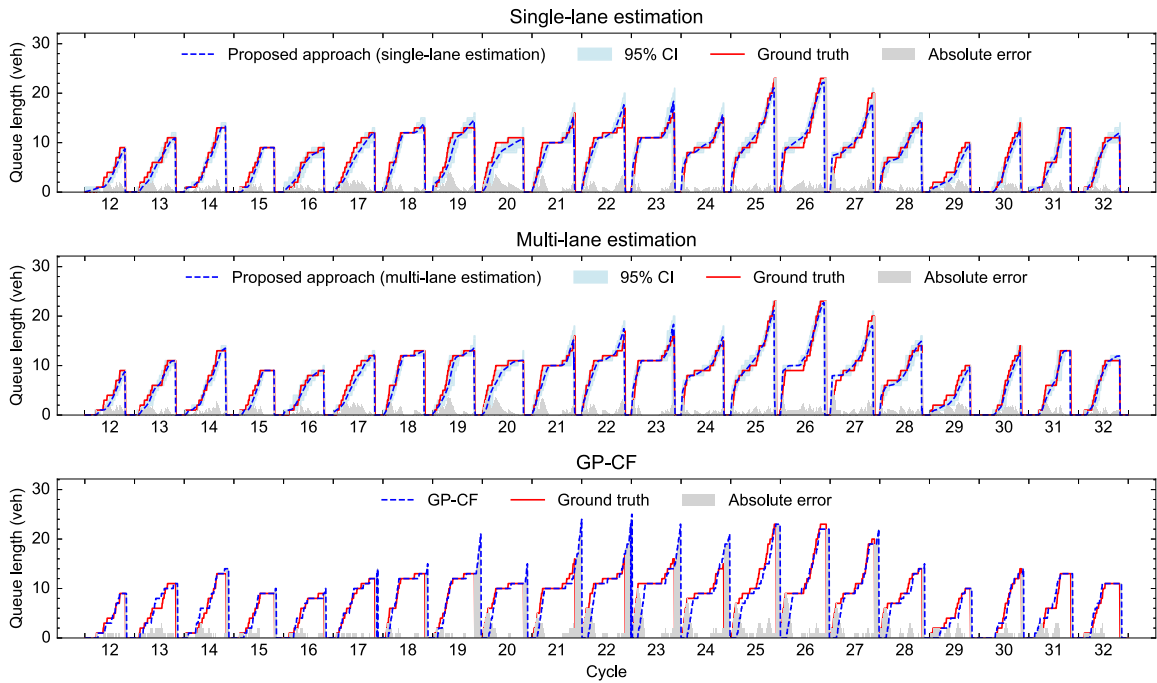 Single-lane estimation
Queue length (veh)
30
20
10
0
Proposed approach (single-lane estimation) 95% CI Ground truth Absolute error
12 13 14 15 16 17 18 19 20 21 22 23 24 25 26 27 28 29 30 31 32
Multi-lane estimation
Queue length (veh)
30
20
10
0
Proposed approach (multi-lane estimation) 95% CI Ground truth Absolute error
12 13 14 15 16 17 18 19 20 21 22 23 24 25 26 27 28 29 30 31 32
GP-CF
Queue length (veh)
30
20
10
0
GP-CF Ground truth Absolute error
12 13 14 15 16 17 18 19 20 21 22 23 24 25 26 27 28 29 30 31 32
Cycle